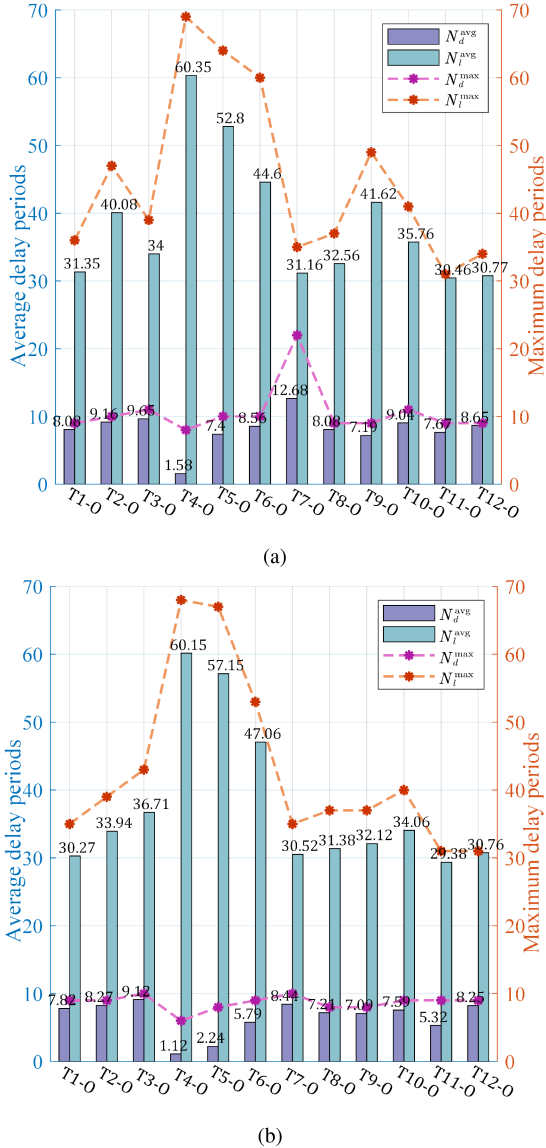 70
60
50
40
30
20
10
0
Average delay periods
70
60
50
40
30
20
10
0
Maximum delay periods
N_d^avg
N_l^avg
N_d^max
N_l^max
60.35
52.8
44.6
40.08
41.62
34
35.76
31.35
31.16
32.56
30.46
30.77
8.08
9.16
9.65
1.58
7.4
8.56
12.68
8.08
7.19
9.04
7.67
8.65
T1-O
T2-O
T3-O
T4-O
T5-O
T6-O
T7-O
T8-O
T9-O
T10-O
T11-O
T12-O
(a)
70
60
50
40
30
20
10
0
Average delay periods
70
60
50
40
30
20
10
0
Maximum delay periods
N_d^avg
N_l^avg
N_d^max
N_l^max
60.15
57.15
47.06
30.27
33.94
36.71
30.52
31.38
32.12
34.06
29.38
30.76
7.82
8.27
9.12
1.12
2.24
5.79
8.44
7.21
7.09
7.59
5.32
8.25
T1-O
T2-O
T3-O
T4-O
T5-O
T6-O
T7-O
T8-O
T9-O
T10-O
T11-O
T12-O
(b)